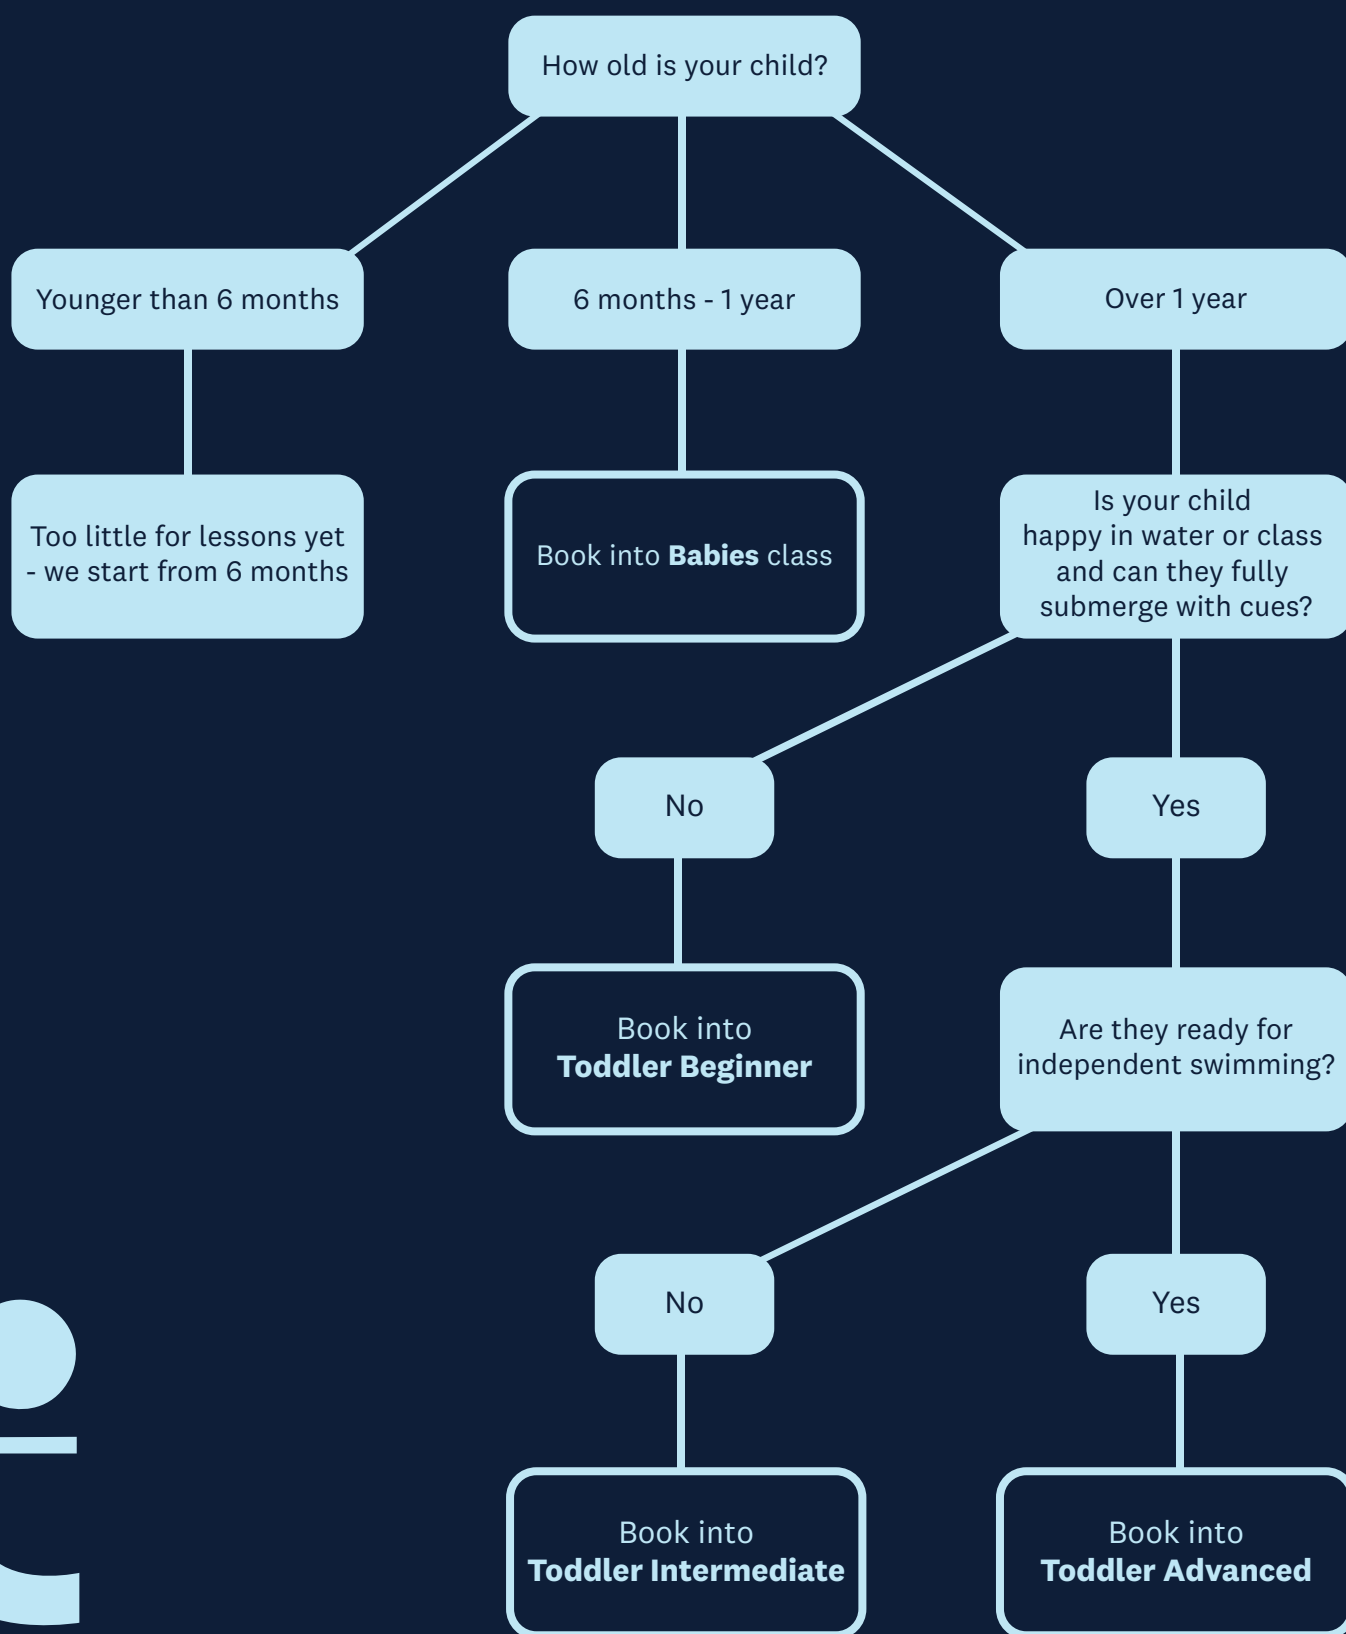 How old is your child?
Younger than 6 months
6 months - 1 year
Over 1 year
Too little for lessons yet
- we start from 6 months
Book into Babies class
Is your child
happy in water or class
and can they fully
submerge with cues?
No
Yes
Book into
Toddler Beginner
Are they ready for
independent swimming?
No
Yes
Book into
Toddler Intermediate
Book into
Toddler Advanced